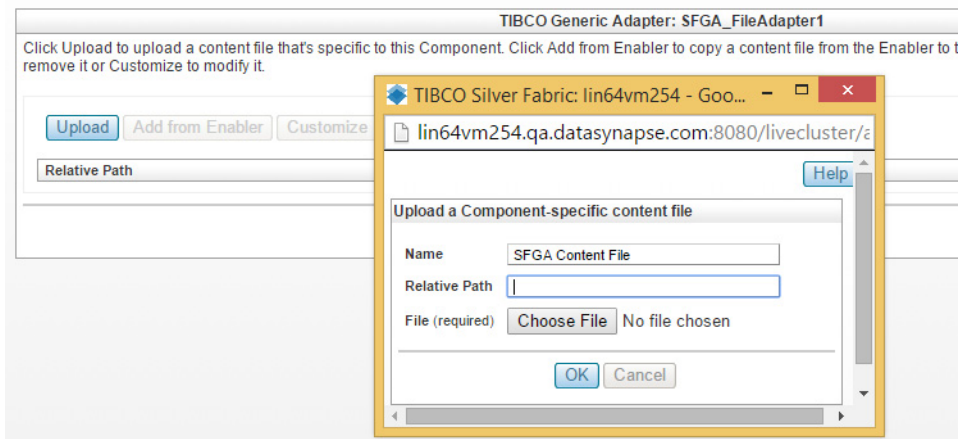 TIBCO Generic Adapter: SFGA_FileAdapter1
Click Upload to upload a content file that's specific to this Component. Click Add from Enabler to copy a content file from the Enabler to t
remove it or Customize to modify it.
TIBCO Silver Fabric: lin64vm254 - Goo...
Upload Add from Enabler Customize
lin64vm254.qa.datasynapse.com:8080/livecluster/a
Relative Path
Help
Upload a Component-specific content file
Name SFGA Content File
Relative Path
File (required) Choose File No file chosen
OK Cancel